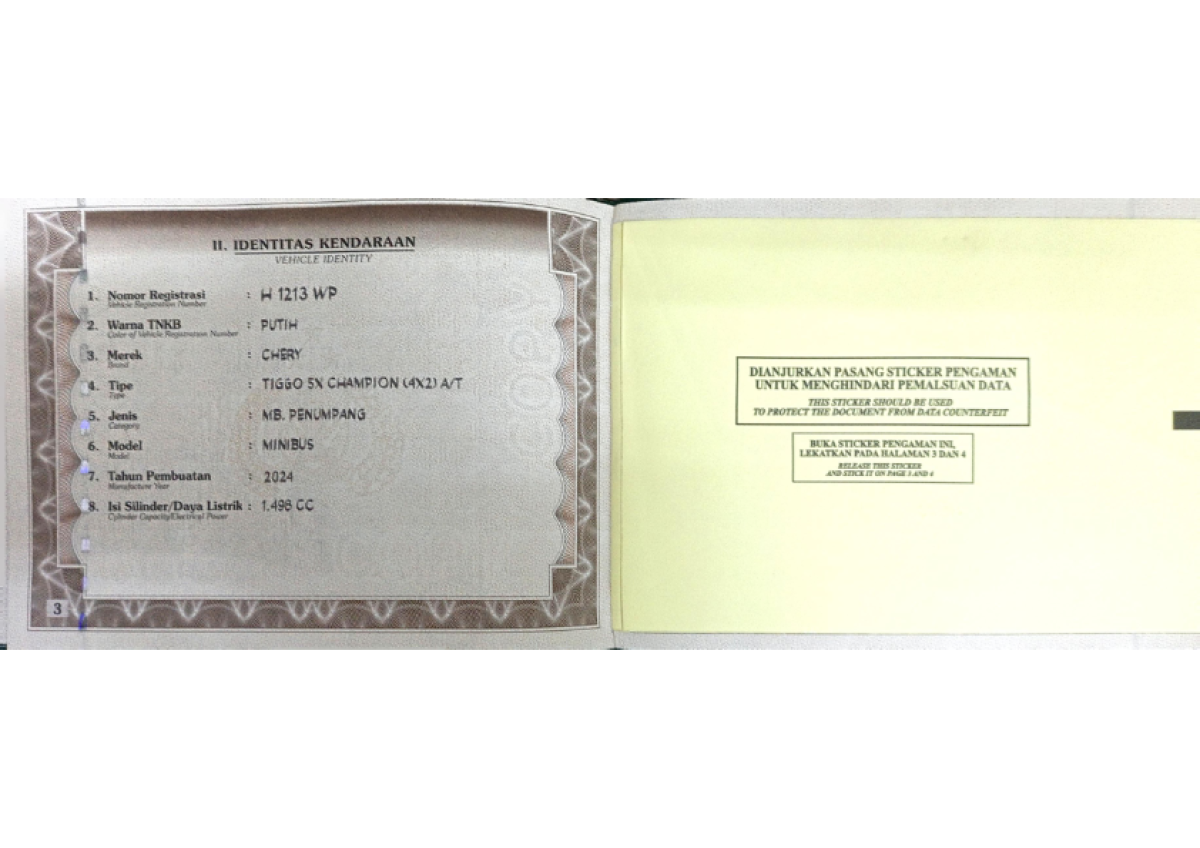 II. IDENTITAS KENDARAAN
VEHICLE IDENTITY
1. Nomor Registrasi : H 1213 WP
Vehicle Registration Number
2. Warna TNKB : PUTIH
Color of Vehicle Registration Number
3. Merek : CHERY
Brand
4. Tipe : TIGGO 5X CHAMPION (4X2) A/T
Type
5. Jenis : MB. PENUMPANG
Category
6. Model : MINIBUS
Model
7. Tahun Pembuatan : 2024
Manufacture Year
8. Isi Silinder/Daya Listrik : 1.498 CC
Cylinder Capacity/Electrical Power
3
DIANJURKAN PASANG STICKER PENGAMAN
UNTUK MENGHINDARI PEMALSUAN DATA
THIS STICKER SHOULD BE USED
TO PROTECT THE DOCUMENT FROM DATA COUNTERFEIT
BUKA STICKER PENGAMAN INI,
LEKATKAN PADA HALAMAN 3 DAN 4
RELEASE THIS STICKER
AND STICK IT ON PAGE 3 AND 4